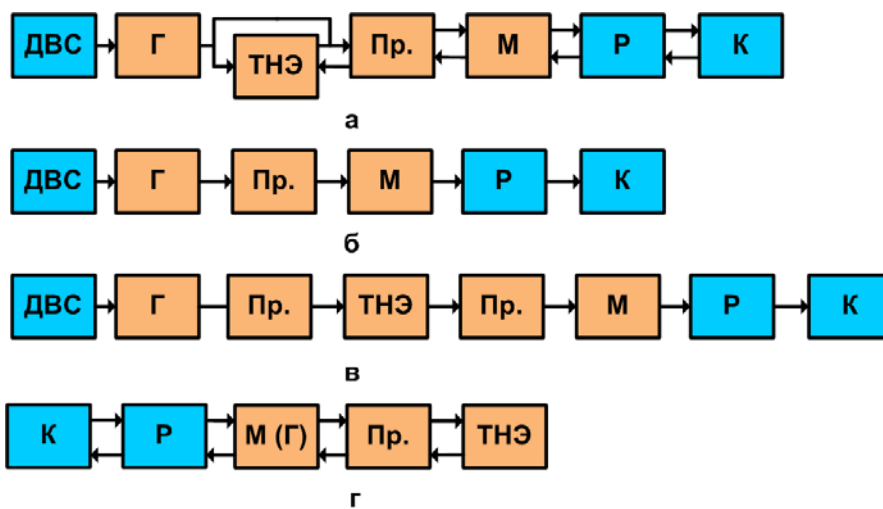 ДВС Г ТНЭ Пр. М Р К
а
ДВС Г Пр. М Р К
б
ДВС Г Пр. ТНЭ Пр. М Р К
в
К Р М (Г) Пр. ТНЭ
г